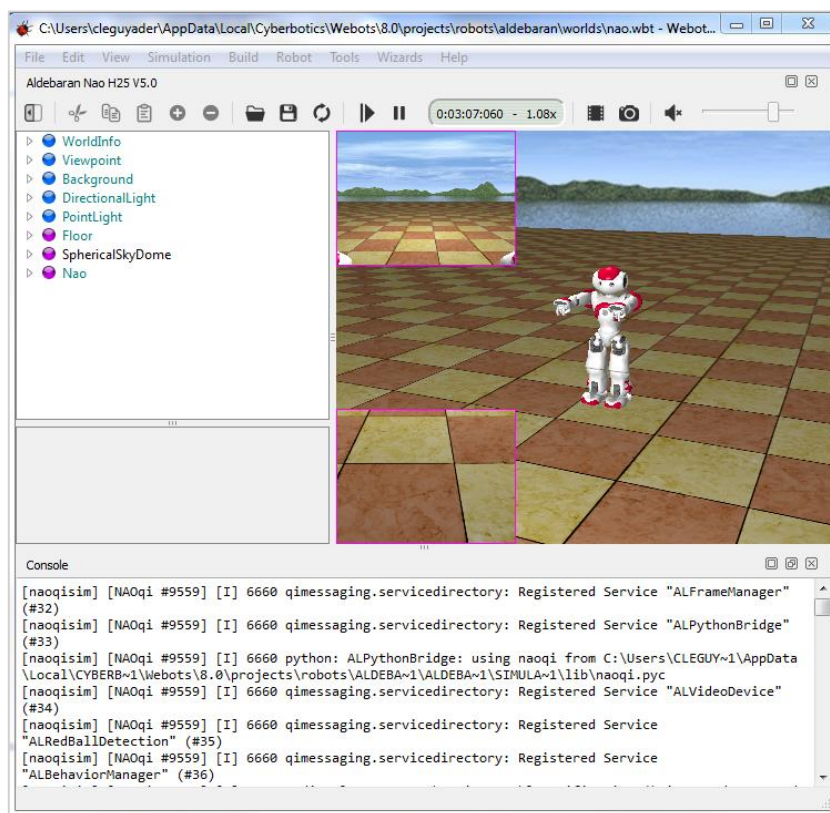 C:\Users\cleguyader\AppData\Local\Cyberbotics\Webots\8.0\projects\robots\aldebaran\worlds\nao.wbt - Webot...
File Edit View Simulation Build Robot Tools Wizards Help
Aldebaran Nao H25 V5.0
0:03:07:060 - 1.08x
WorldInfo
Viewpoint
Background
DirectionalLight
PointLight
Floor
SphericalSkyDome
Nao
Console
[naoqisim] [NAOqi #9559] [I] 6660 qimessaging.servicedirectory: Registered Service "ALFrameManager"
(#32)
[naoqisim] [NAOqi #9559] [I] 6660 qimessaging.servicedirectory: Registered Service "ALPythonBridge"
(#33)
[naoqisim] [NAOqi #9559] [I] 6660 python: ALPythonBridge: using naoqi from C:\Users\CLEGUY~1\AppData
\Local\CYBERB~1\Webots\8.0\projects\robots\ALDEBA~1\ALDEBA~1\SIMULA~1\lib\naoqi.pyc
[naoqisim] [NAOqi #9559] [I] 6660 qimessaging.servicedirectory: Registered Service "ALVideoDevice"
(#34)
[naoqisim] [NAOqi #9559] [I] 6660 qimessaging.servicedirectory: Registered Service
"ALRedBallDetection" (#35)
[naoqisim] [NAOqi #9559] [I] 6660 qimessaging.servicedirectory: Registered Service
"ALBehaviorManager" (#36)